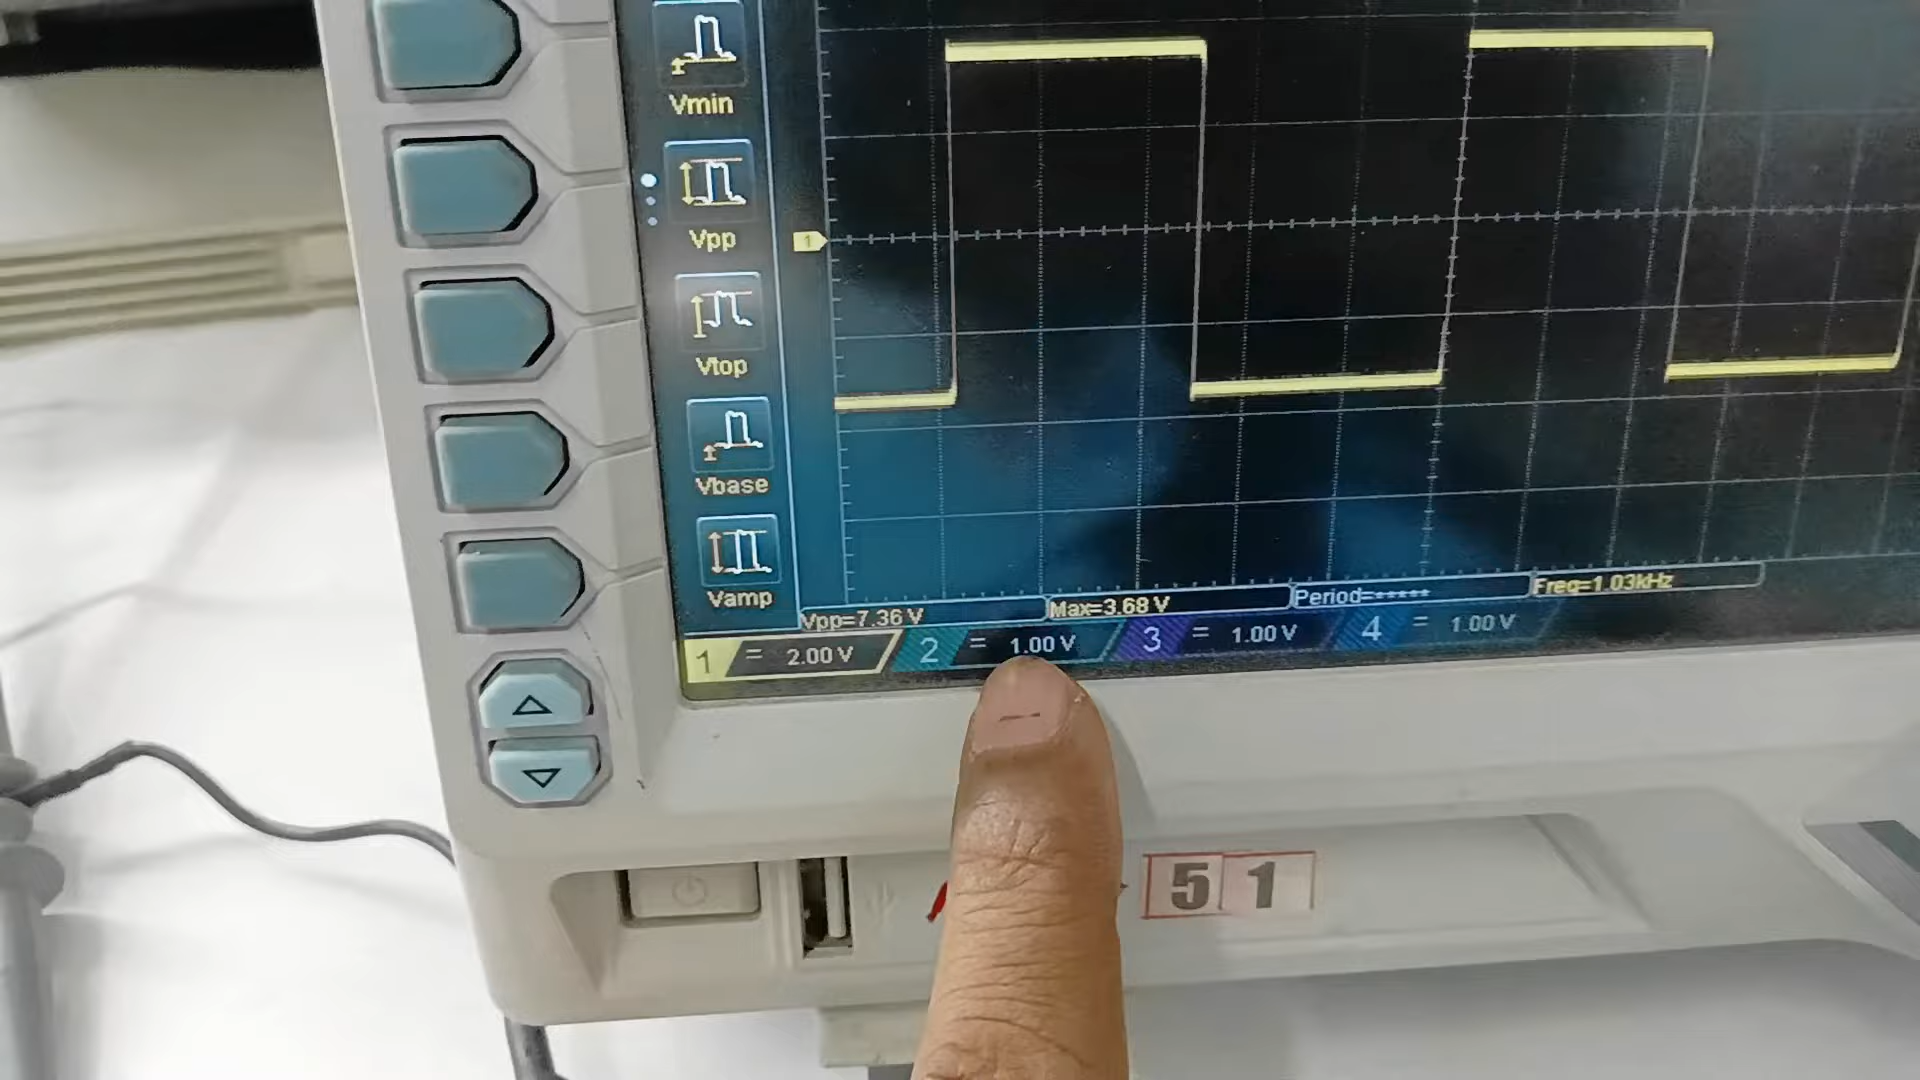 Vmin
Vpp
Vtop
Vbase
Vamp
1
Vpp=7.36 V
Max=3.68 V
Period=*****
Freq=1.03kHz
1 = 2.00 V
2 = 1.00 V
3 = 1.00 V
4 = 1.00 V
51